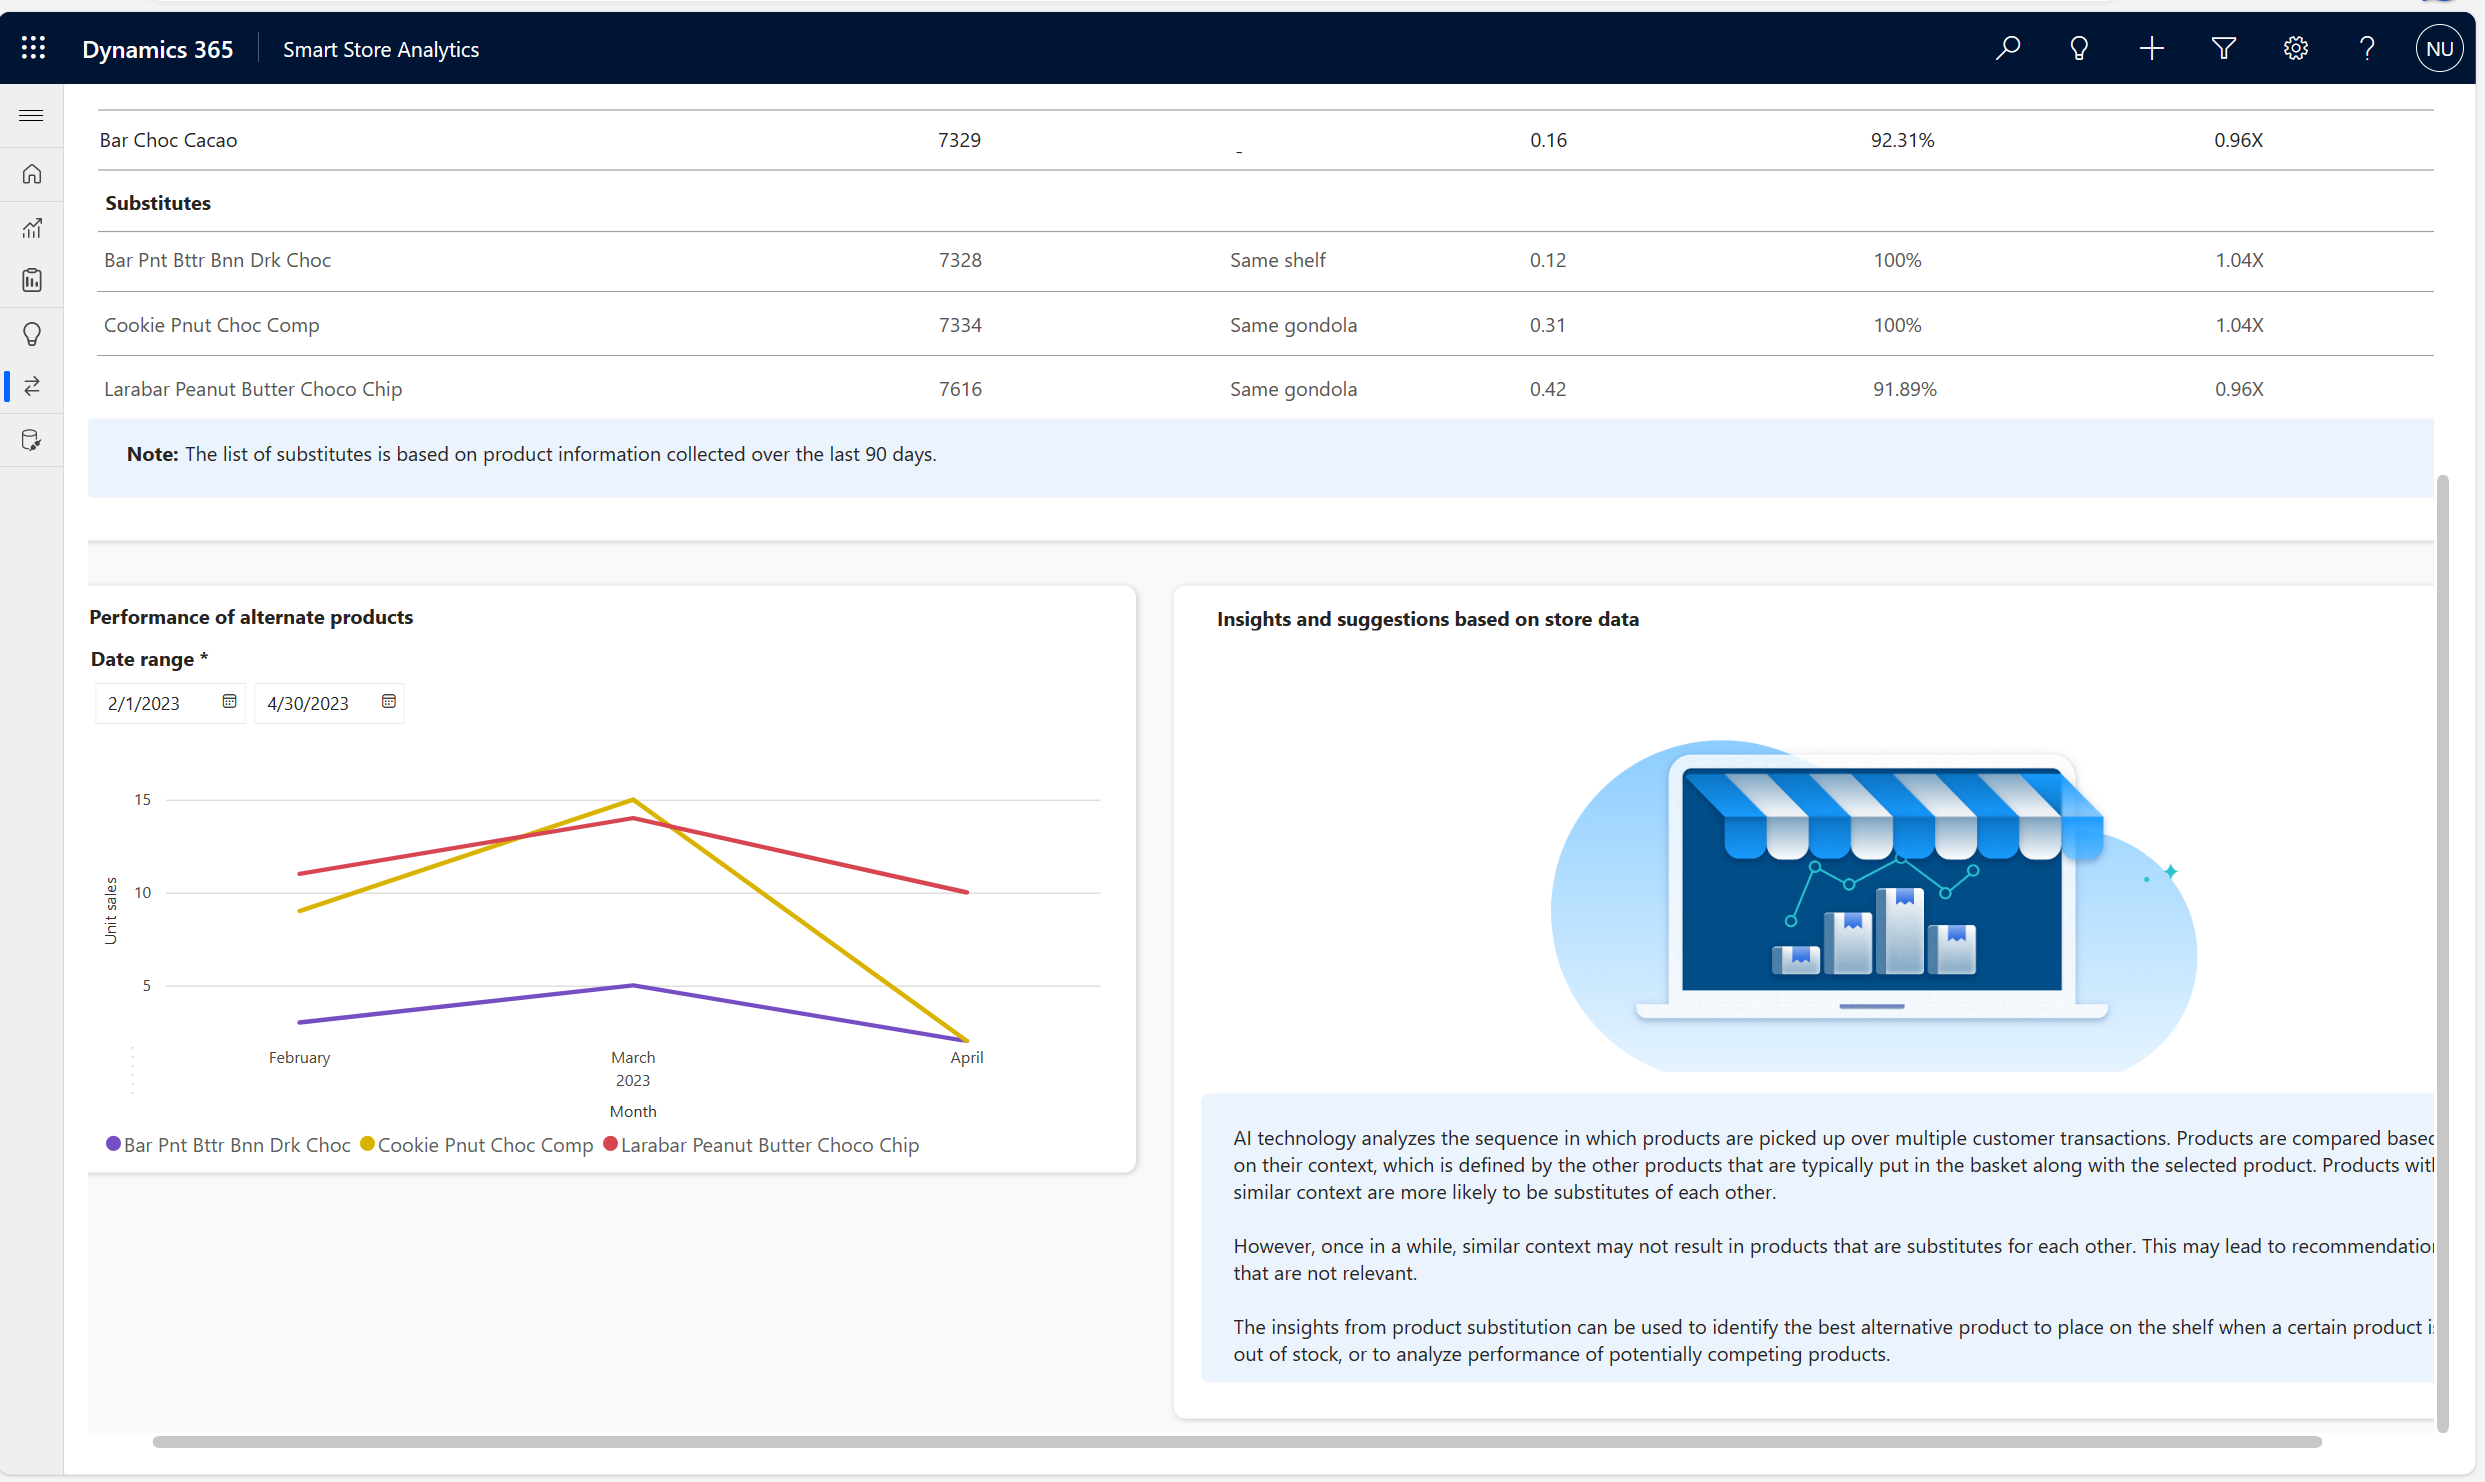 Dynamics 365 Smart Store Analytics NU
Bar Choc Cacao 7329 - 0.16 92.31% 0.96X
Substitutes
Bar Pnt Bttr Bnn Drk Choc 7328 Same shelf 0.12 100% 1.04X
Cookie Pnut Choc Comp 7334 Same gondola 0.31 100% 1.04X
Larabar Peanut Butter Choco Chip 7616 Same gondola 0.42 91.89% 0.96X
Note: The list of substitutes is based on product information collected over the last 90 days.
Performance of alternate products
Date range *
2/1/2023 4/30/2023
15
10
5
Unit sales
February March April
2023
Month
Bar Pnt Bttr Bnn Drk Choc Cookie Pnut Choc Comp Larabar Peanut Butter Choco Chip
Insights and suggestions based on store data
AI technology analyzes the sequence in which products are picked up over multiple customer transactions. Products are compared
on their context, which is defined by the other products that are typically put in the basket along with the selected product. Products
similar context are more likely to be substitutes of each other.
However, once in a while, similar context may not result in products that are substitutes for each other. This may lead to
that are not relevant.
The insights from product substitution can be used to identify the best alternative product to place on the shelf when a certain product
out of stock, or to analyze performance of potentially competing products.